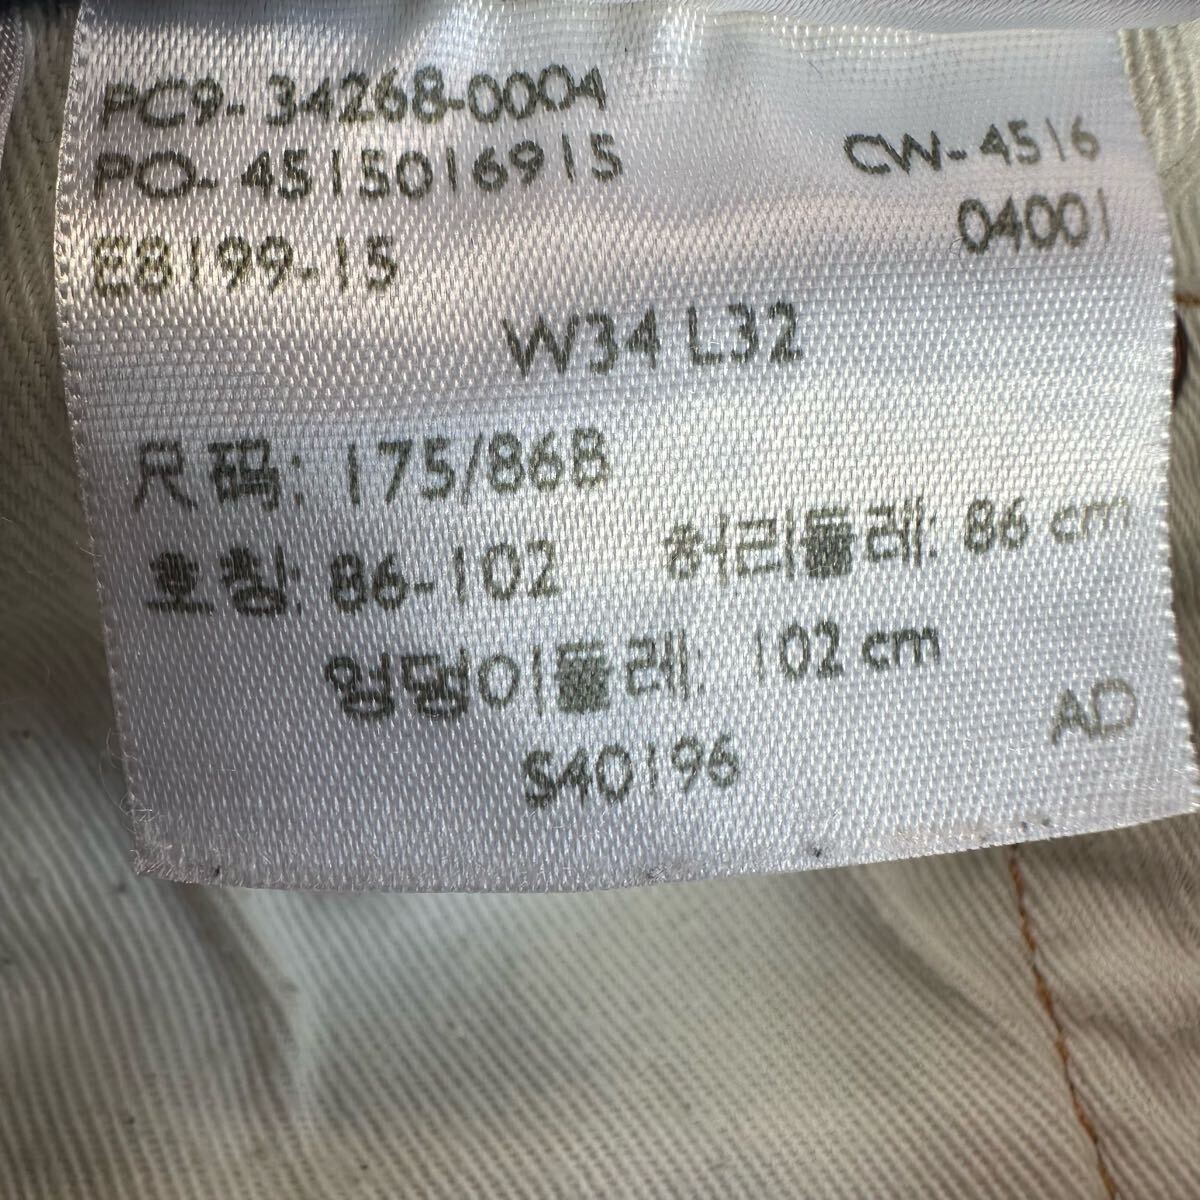 PC9-34268-0004
PO-4515016915
CW-4516
04001
E8199-15
W34 L32
尺码: 175/86B
호칭: 86-102 허리둘레: 86 cm
엉덩이둘레: 102 cm
AD
S40196